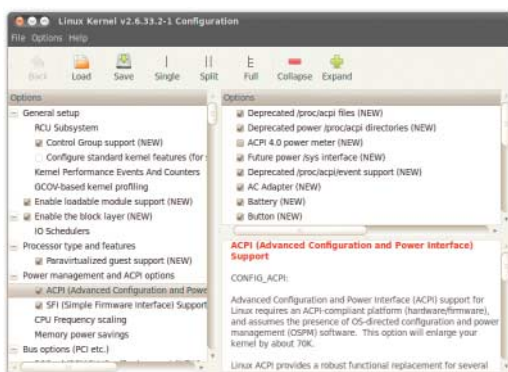 Linux Kernel v2.6.33.2-1 Configuration
File Options Help
Back Load Save Single Split Full Collapse Expand
Options
General setup
RCU Subsystem
Control Group support (NEW)
Configure standard kernel features (for
Kernel Performance Events And Counters
GCOV-based kernel profiling
Enable loadable module support (NEW)
Enable the block layer (NEW)
IO Schedulers
Processor type and features
Paravirtualized guest support (NEW)
Power management and ACPI options
ACPI (Advanced Configuration and Powe
SFI (Simple Firmware Interface) Support
CPU Frequency scaling
Memory power savings
Bus options (PCI etc.)
Options
Deprecated /proc/acpi files (NEW)
Deprecated power /proc/acpi directories (NEW)
ACPI 4.0 power meter (NEW)
Future power /sys interface (NEW)
Deprecated /proc/acpi/event support (NEW)
AC Adapter (NEW)
Battery (NEW)
Button (NEW)
ACPI (Advanced Configuration and Power Interface)
Support
CONFIG_ACPI:
Advanced Configuration and Power Interface (ACPI) support for
Linux requires an ACPI-compliant platform (hardware/firmware),
and assumes the presence of OS-directed configuration and power
management (OSPM) software. This option will enlarge your
kernel by about 70K.
Linux ACPI provides a robust functional replacement for several